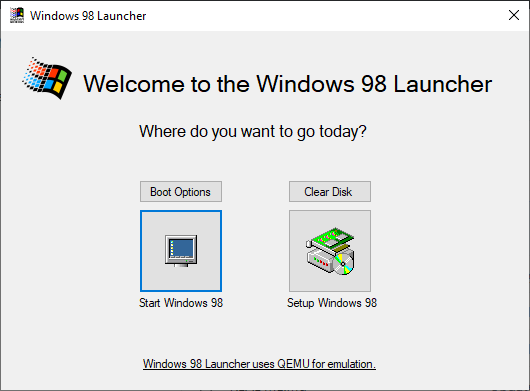 Windows 98 Launcher
Welcome to the Windows 98 Launcher
Where do you want to go today?
Boot Options
Clear Disk
Start Windows 98
Setup Windows 98
Windows 98 Launcher uses QEMU for emulation.